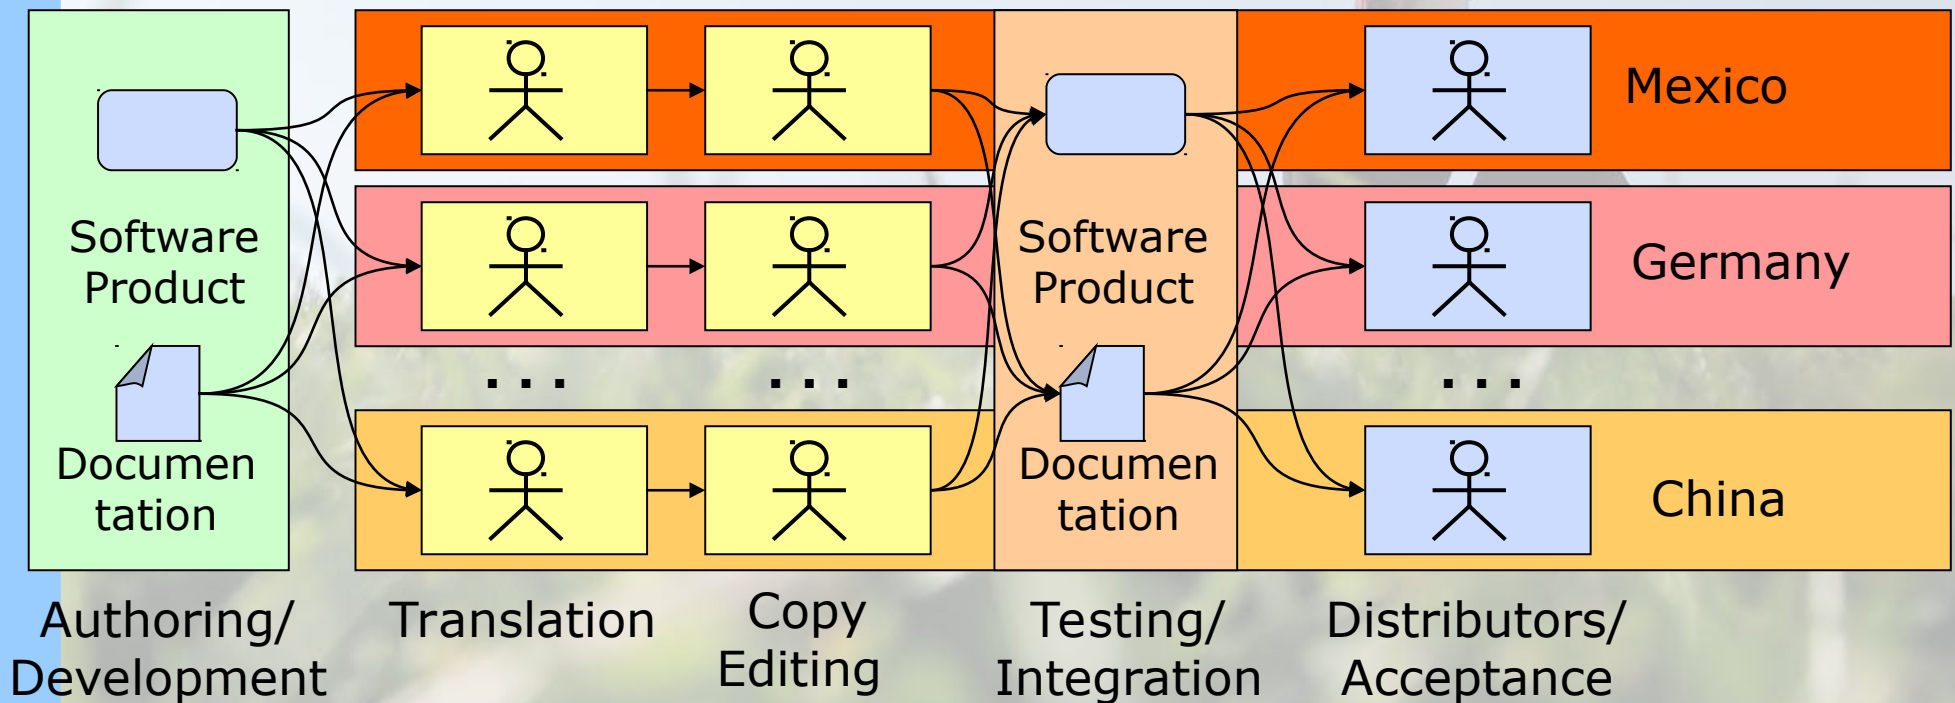 Software
Product
Documen
tation
. . .
. . .
Software
Product
Documen
tation
. . .
Mexico
Germany
China
Authoring/
Development
Translation
Copy
Editing
Testing/
Integration
Distributors/
Acceptance